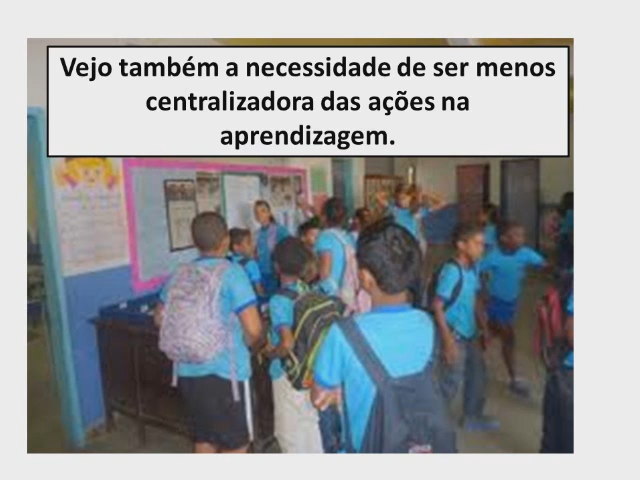 Vejo também a necessidade de ser menos
centralizadora das ações na
aprendizagem.